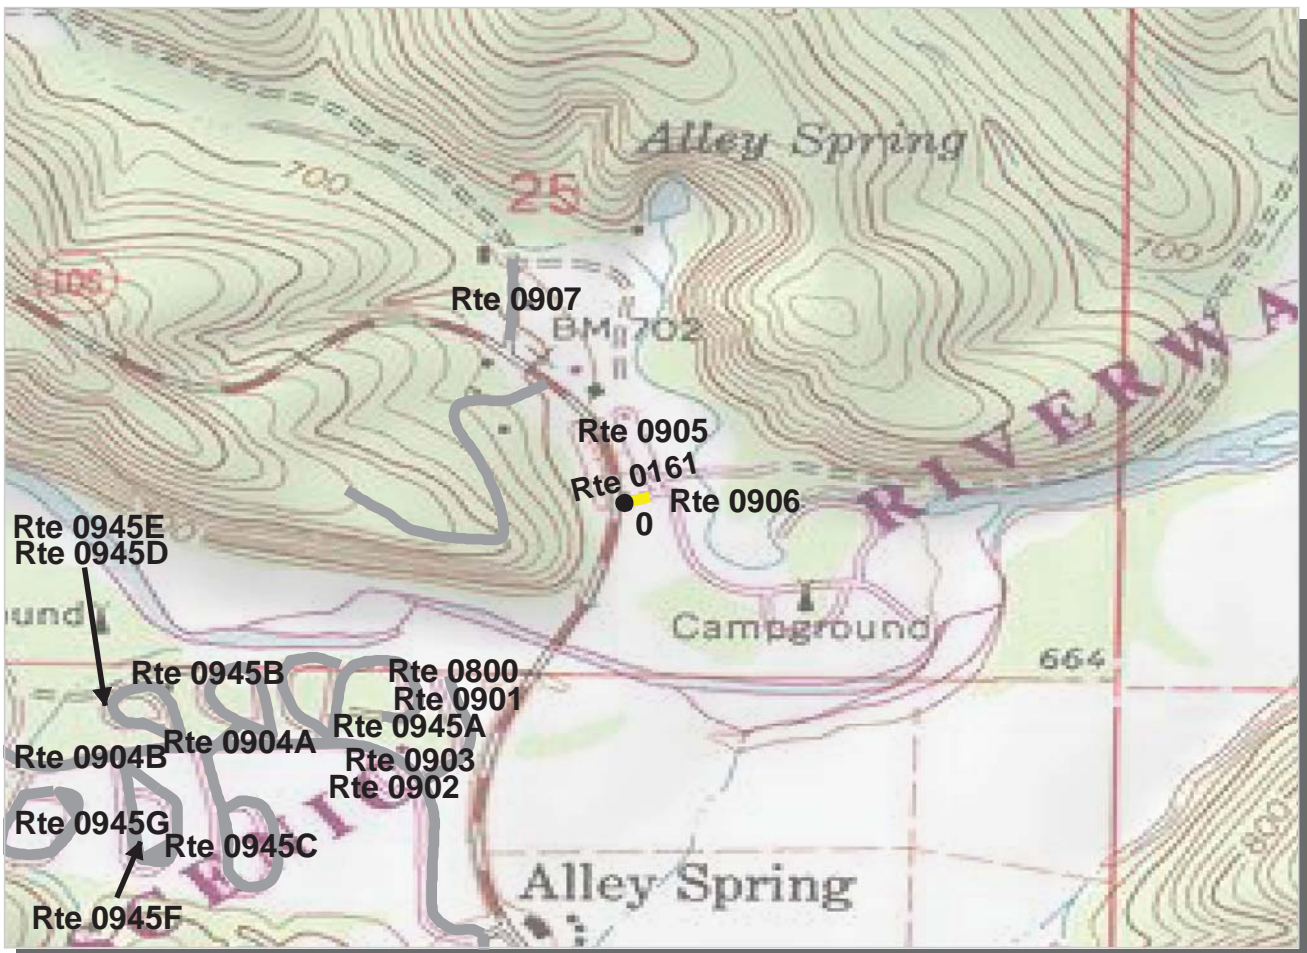 Alley Spring
700
25
700
105
Rte 0907
BM 702
RIVERWA
Rte 0905
Rte 0161
Rte 0906
0
Rte 0945E
Rte 0945D
ound
Campground
664
Rte 0945B
Rte 0800
Rte 0901
Rte 0945A
Rte 0904A
Rte 0904B
Rte 0903
Rte 0902
Rte 0945G
Rte 0945C
800
Alley Spring
Rte 0945F